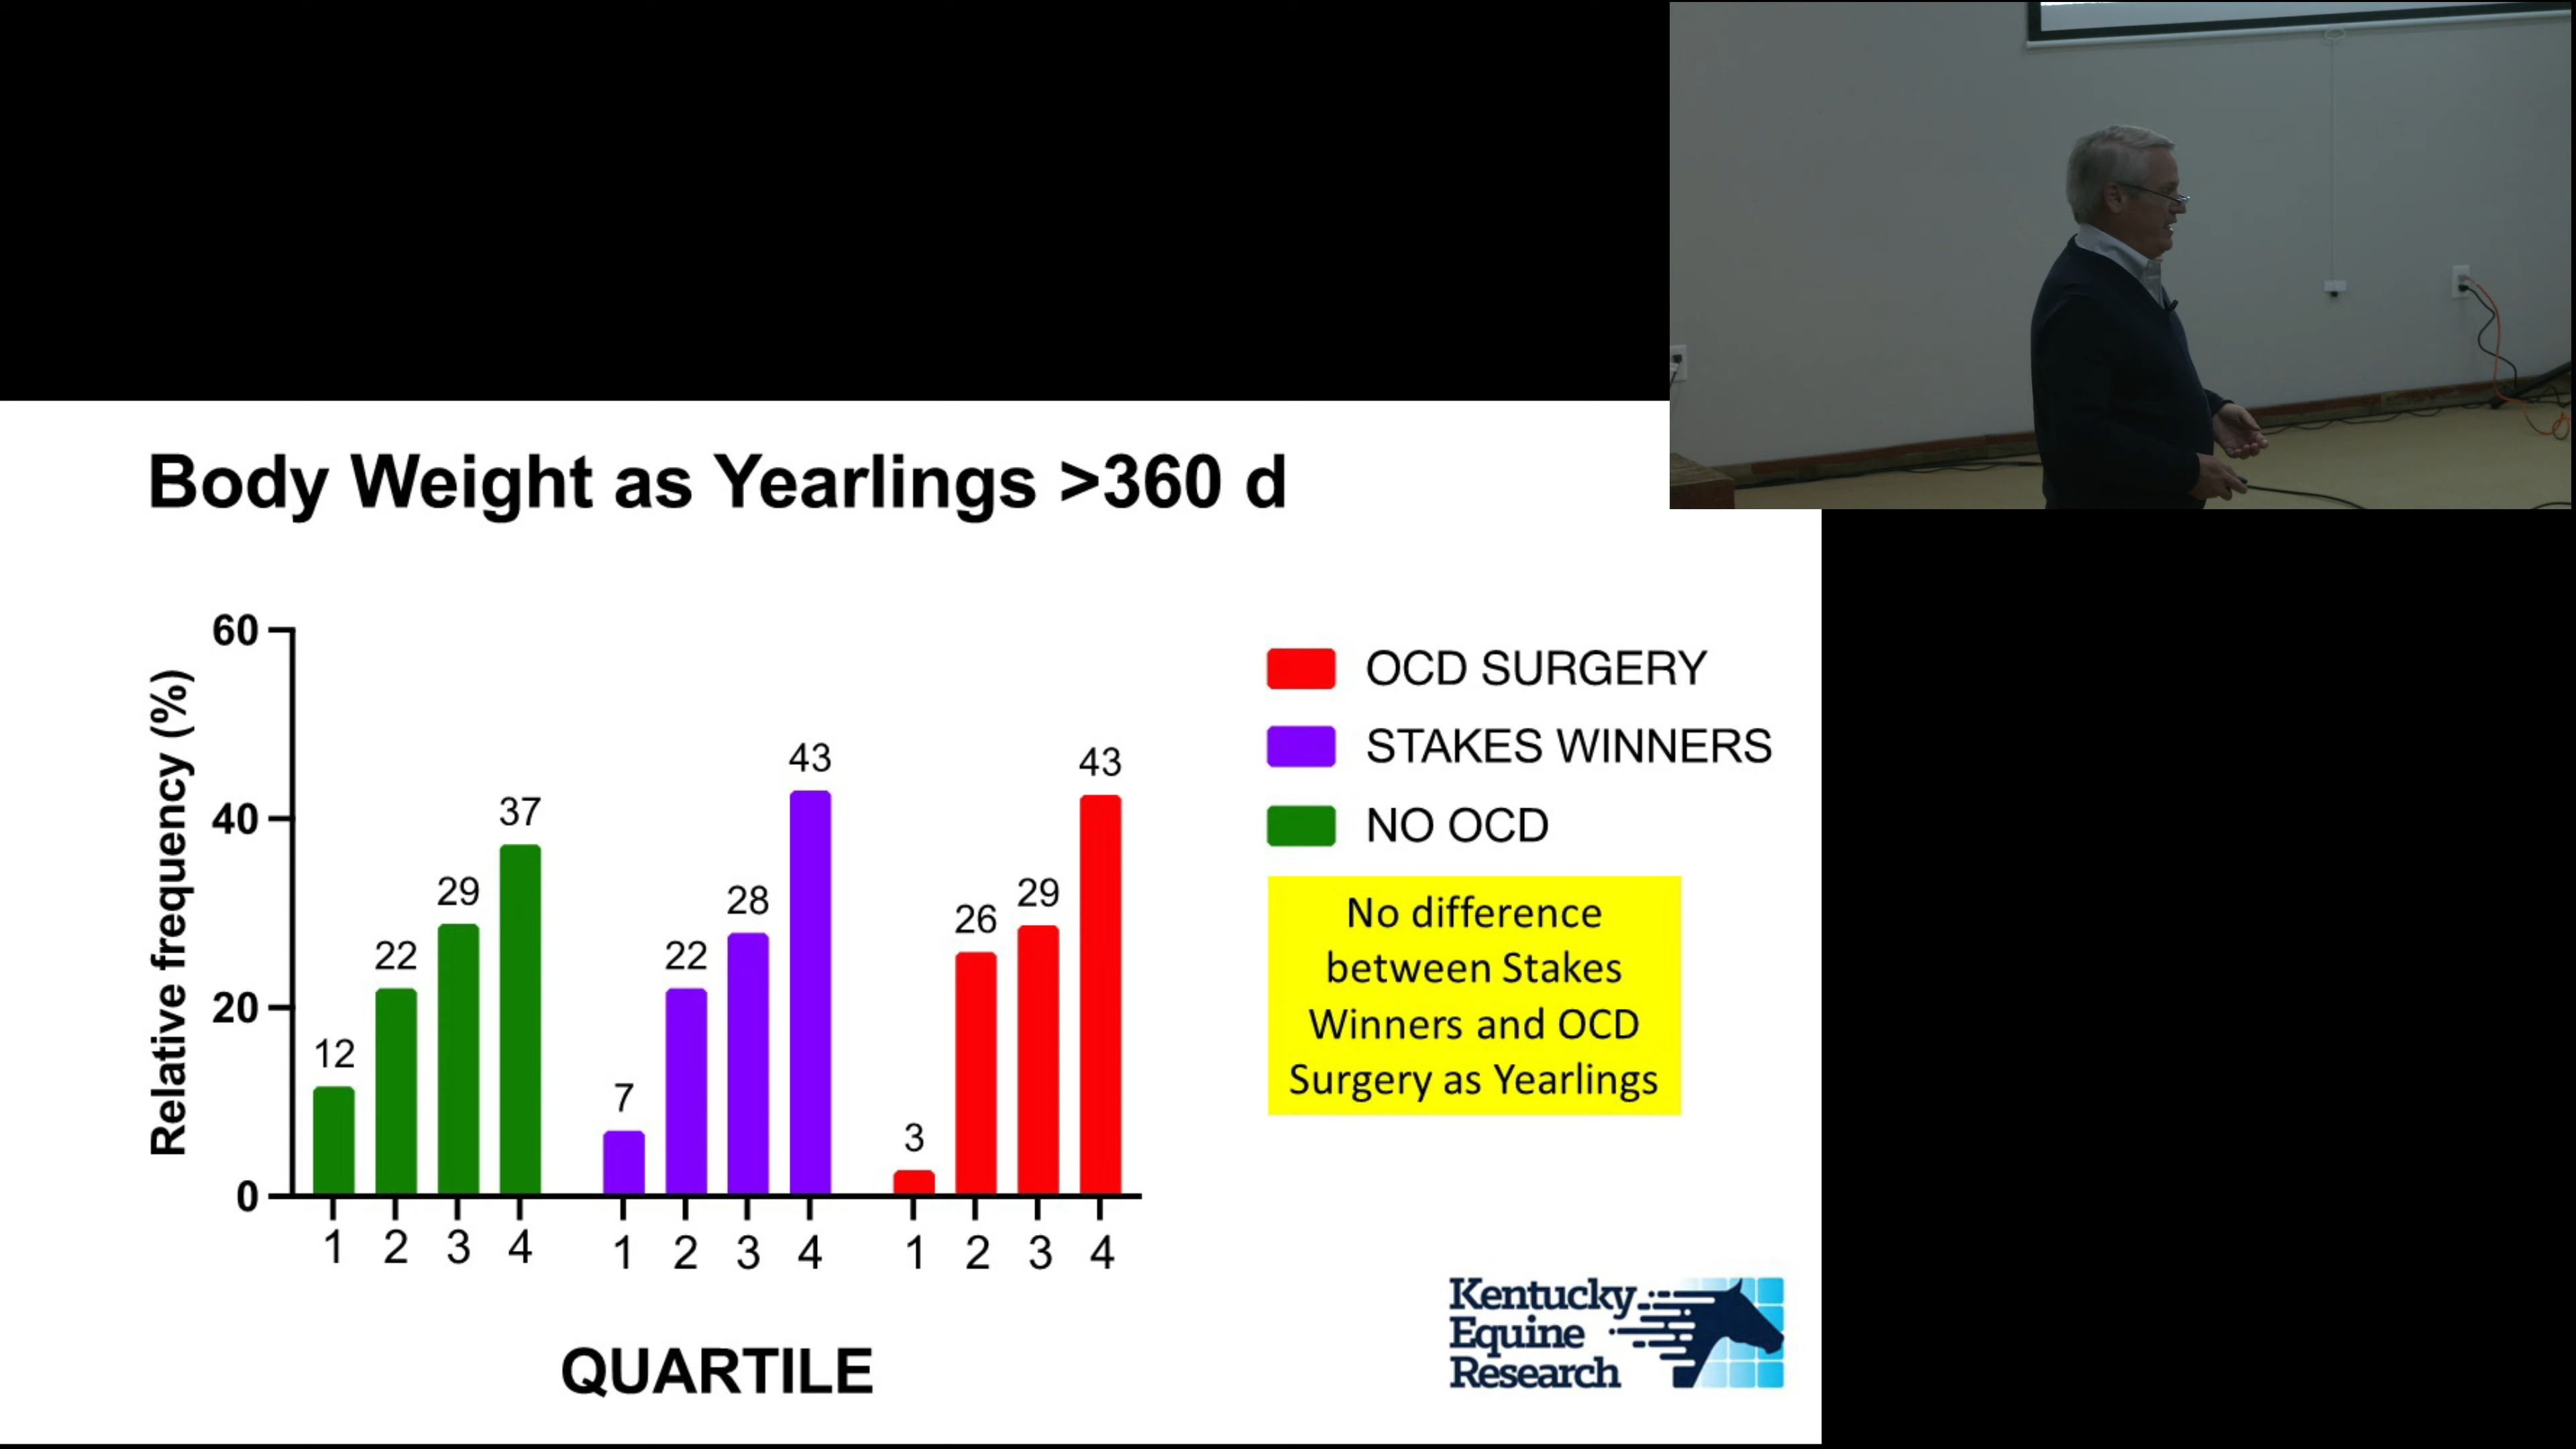 Body Weight as Yearlings >360 d
Relative frequency (%)
60
40
20
0
12
22
29
37
7
22
28
43
3
26
29
43
1 2 3 4
1 2 3 4
1 2 3 4
QUARTILE
OCD SURGERY
STAKES WINNERS
NO OCD
No difference
between Stakes
Winners and OCD
Surgery as Yearlings
Kentucky
Equine
Research